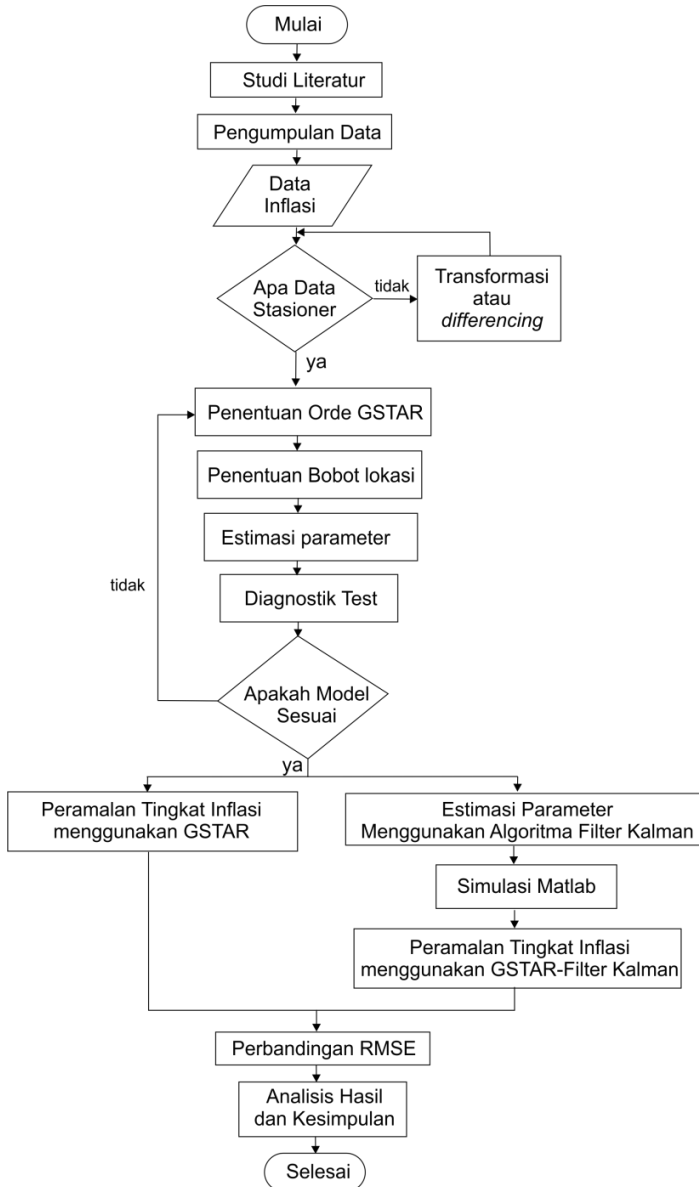 Mulai
Studi Literatur
Pengumpulan Data
Data
Inflasi
Apa Data
Stasioner
tidak
Transformasi
atau
differencing
ya
Penentuan Orde GSTAR
Penentuan Bobot lokasi
Estimasi parameter
tidak
Diagnostik Test
Apakah Model
Sesuai
ya
Peramalan Tingkat Inflasi
menggunakan GSTAR
Estimasi Parameter
Menggunakan Algoritma Filter Kalman
Simulasi Matlab
Peramalan Tingkat Inflasi
menggunakan GSTAR-Filter Kalman
Perbandingan RMSE
Analisis Hasil
dan Kesimpulan
Selesai